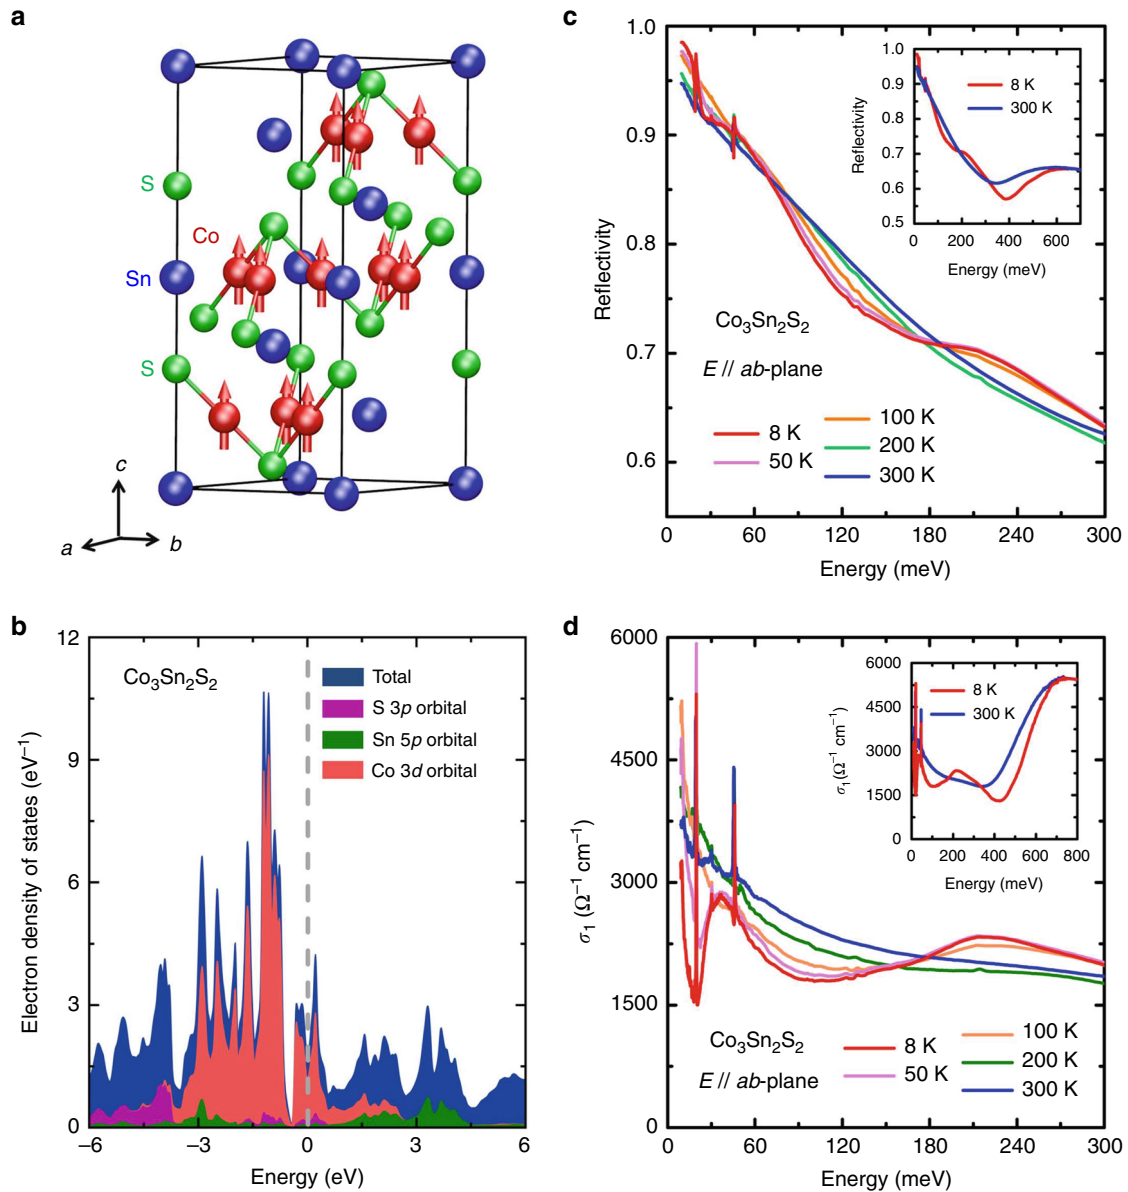 a
S
Co
Sn
S
c
a
b
b
12
9
6
3
0
Electron density of states (eV⁻¹)
Co₃Sn₂S₂
Total
S 3p orbital
Sn 5p orbital
Co 3d orbital
−6
−3
0
3
6
Energy (eV)
c
1.0
0.9
0.8
0.7
0.6
Reflectivity
Co₃Sn₂S₂
E // ab-plane
8 K
50 K
100 K
200 K
300 K
0
60
120
180
240
300
Energy (meV)
1.0
0.9
0.8
0.7
0.6
0.5
Reflectivity
8 K
300 K
0
200
400
600
Energy (meV)
d
6000
4500
3000
1500
0
σ₁ (Ω⁻¹ cm⁻¹)
Co₃Sn₂S₂
E // ab-plane
8 K
50 K
100 K
200 K
300 K
0
60
120
180
240
300
Energy (meV)
6000
4500
3000
1500
0
σ₁(Ω⁻¹ cm⁻¹)
8 K
300 K
0
200
400
600
800
Energy (meV)